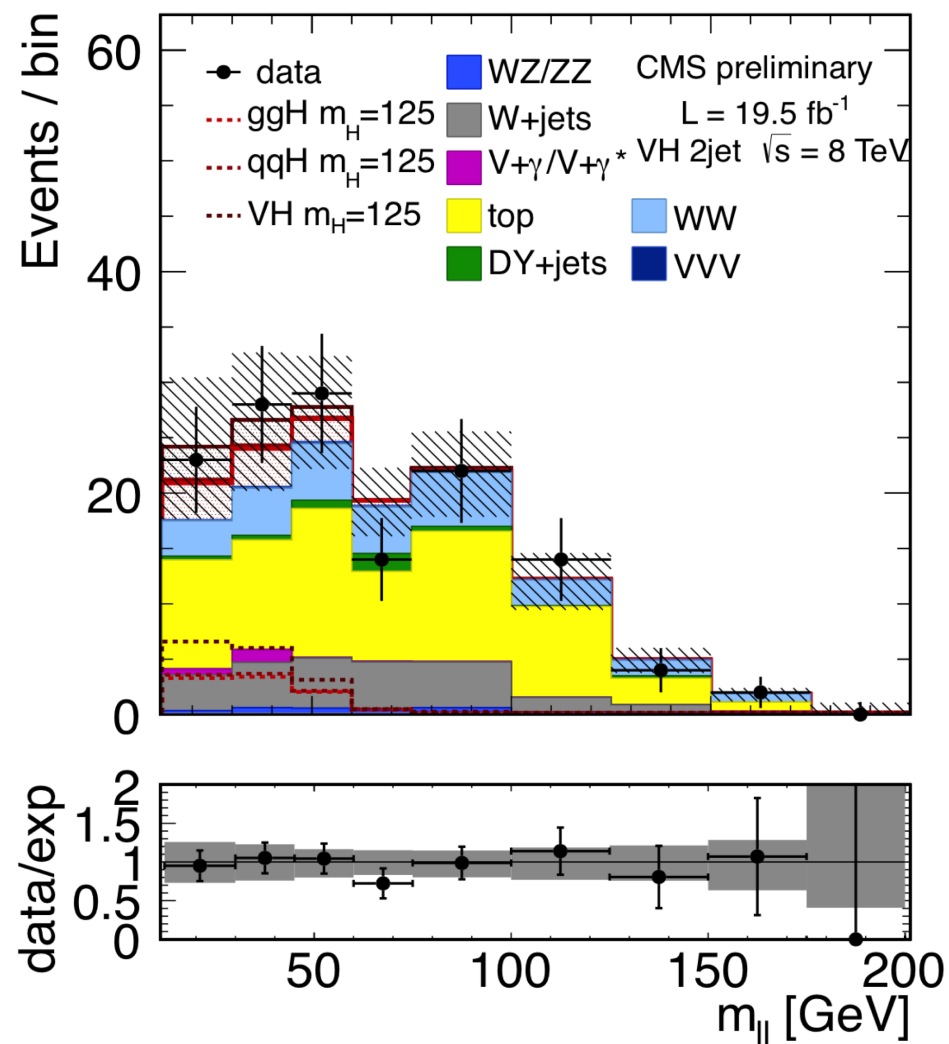 Events / bin
60
40
20
0
data
ggH m_H=125
qqH m_H=125
VH m_H=125
WZ/ZZ
W+jets
V+γ/V+γ*
top
DY+jets
WW
VVV
CMS preliminary
L = 19.5 fb⁻¹
VH 2jet √s = 8 TeV
data/exp
2
1.5
1
0.5
0
50 100 150 200
m_ll [GeV]